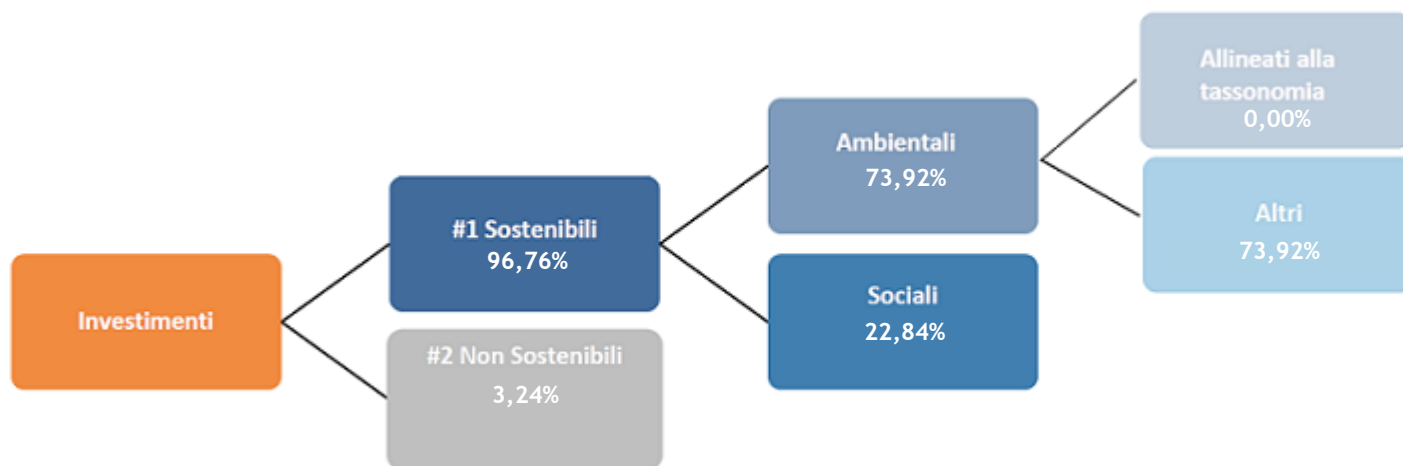 Investimenti
#1 Sostenibili
96,76%
#2 Non Sostenibili
3,24%
Ambientali
73,92%
Sociali
22,84%
Allineati alla
tassonomia
0,00%
Altri
73,92%